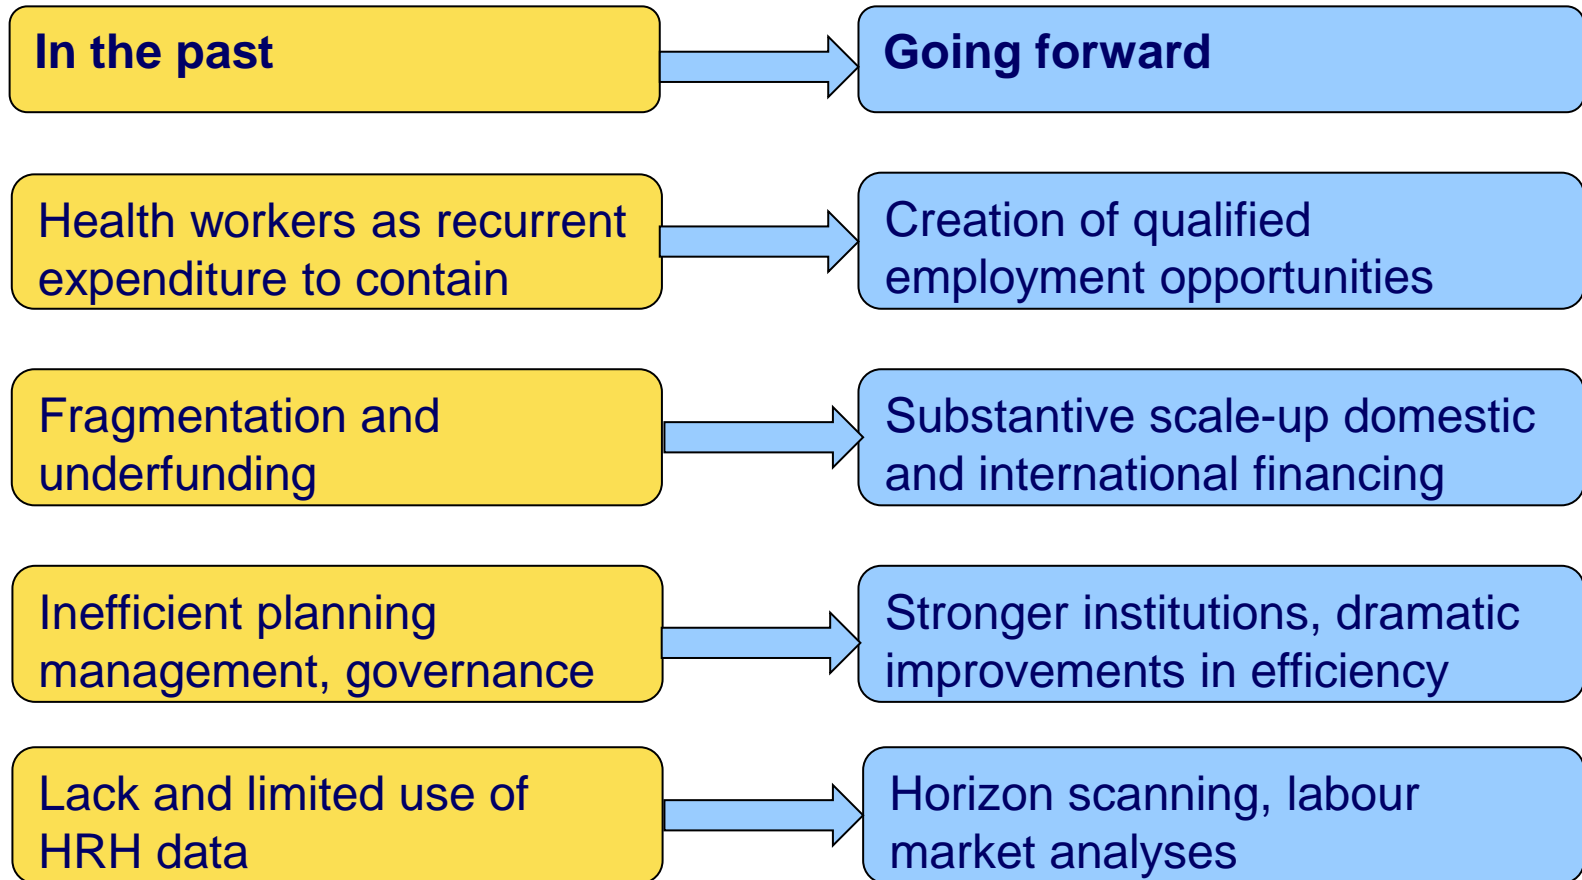 In the past
Going forward
Health workers as recurrent
expenditure to contain
Creation of qualified
employment opportunities
Fragmentation and
underfunding
Substantive scale-up domestic
and international financing
Inefficient planning
management, governance
Stronger institutions, dramatic
improvements in efficiency
Lack and limited use of
HRH data
Horizon scanning, labour
market analyses